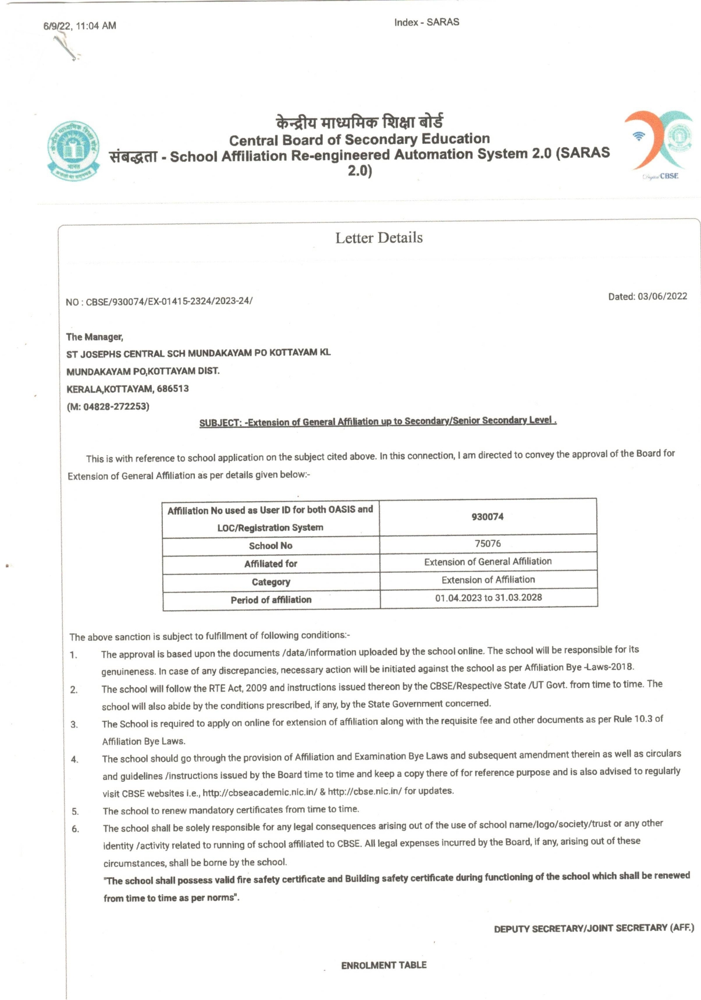 6/9/22, 11:04 AM
Index - SARAS
केन्द्रीय माध्यमिक शिक्षा बोर्ड
Central Board of Secondary Education
संबद्धता - School Affiliation Re-engineered Automation System 2.0 (SARAS
2.0)
भारत
Digital CBSE
Letter Details
NO : CBSE/930074/EX-01415-2324/2023-24/
Dated: 03/06/2022
The Manager,
ST JOSEPHS CENTRAL SCH MUNDAKAYAM PO KOTTAYAM KL
MUNDAKAYAM PO,KOTTAYAM DIST.
KERALA,KOTTAYAM, 686513
(M: 04828-272253)
SUBJECT: -Extension of General Affiliation up to Secondary/Senior Secondary Level .
This is with reference to school application on the subject cited above. In this connection, I am directed to convey the approval of the Board for
Extension of General Affiliation as per details given below:-
Affiliation No used as User ID for both OASIS and
LOC/Registration System
930074
School No
75076
Affiliated for
Extension of General Affiliation
Category
Extension of Affiliation
Period of affiliation
01.04.2023 to 31.03.2028
The above sanction is subject to fulfillment of following conditions:-
1. The approval is based upon the documents /data/information uploaded by the school online. The school will be responsible for its
genuineness. In case of any discrepancies, necessary action will be initiated against the school as per Affiliation Bye -Laws-2018.
2. The school will follow the RTE Act, 2009 and instructions issued thereon by the CBSE/Respective State /UT Govt. from time to time. The
school will also abide by the conditions prescribed, if any, by the State Government concerned.
3. The School is required to apply on online for extension of affiliation along with the requisite fee and other documents as per Rule 10.3 of
Affiliation Bye Laws.
4. The school should go through the provision of Affiliation and Examination Bye Laws and subsequent amendment therein as well as circulars
and guidelines /instructions issued by the Board time to time and keep a copy there of for reference purpose and is also advised to regularly
visit CBSE websites i.e., http://cbseacademic.nic.in/ & http://cbse.nic.in/ for updates.
5. The school to renew mandatory certificates from time to time.
6. The school shall be solely responsible for any legal consequences arising out of the use of school name/logo/society/trust or any other
identity /activity related to running of school affiliated to CBSE. All legal expenses incurred by the Board, if any, arising out of these
circumstances, shall be borne by the school.
"The school shall possess valid fire safety certificate and Building safety certificate during functioning of the school which shall be renewed
from time to time as per norms".
DEPUTY SECRETARY/JOINT SECRETARY (AFF.)
ENROLMENT TABLE